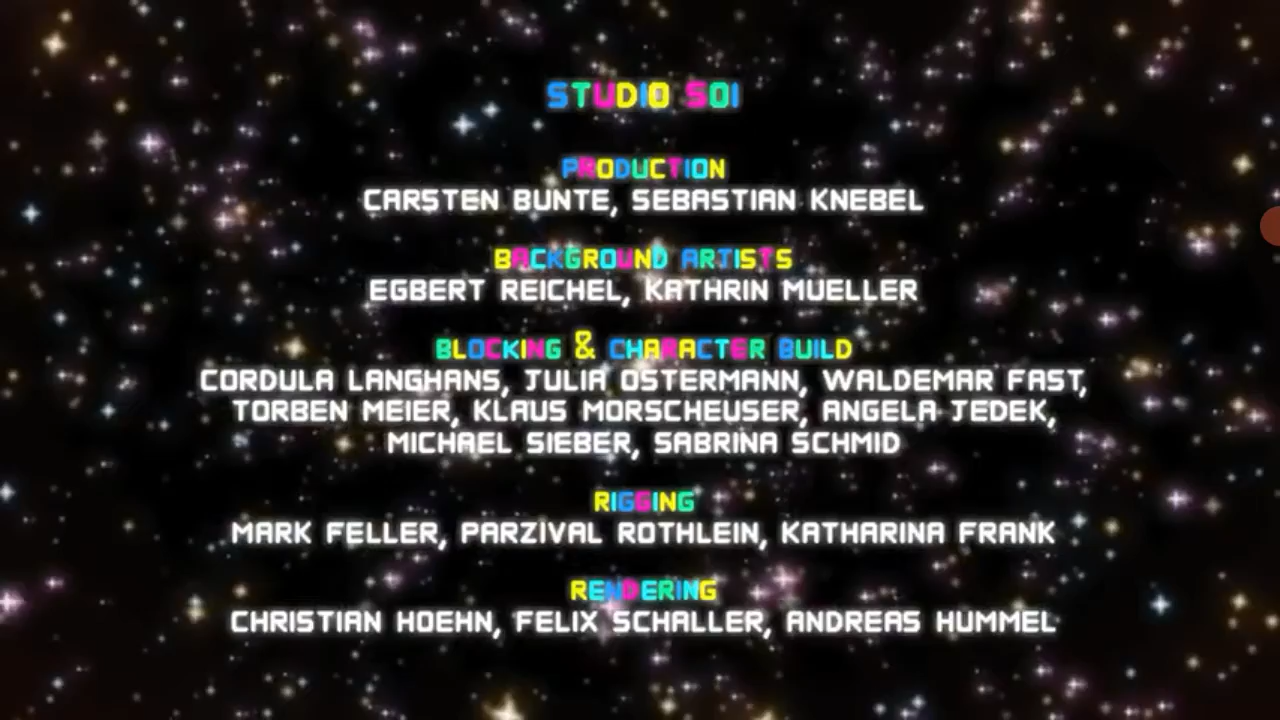 STUDIO SOI
PRODUCTION
CARSTEN BUNTE, SEBASTIAN KNEBEL
BACKGROUND ARTISTS
EGBERT REICHEL, KATHRIN MUELLER
BLOCKING & CHARACTER BUILD
CORDULA LANGHANS, JULIA OSTERMANN, WALDEMAR FAST,
TORBEN MEIER, KLAUS MORSCHEUSER, ANGELA JEDEK,
MICHAEL SIEBER, SABRINA SCHMID
RIGGING
MARK FELLER, PARZIVAL ROTHLEIN, KATHARINA FRANK
RENDERING
CHRISTIAN HOEHN, FELIX SCHALLER, ANDREAS HUMMEL